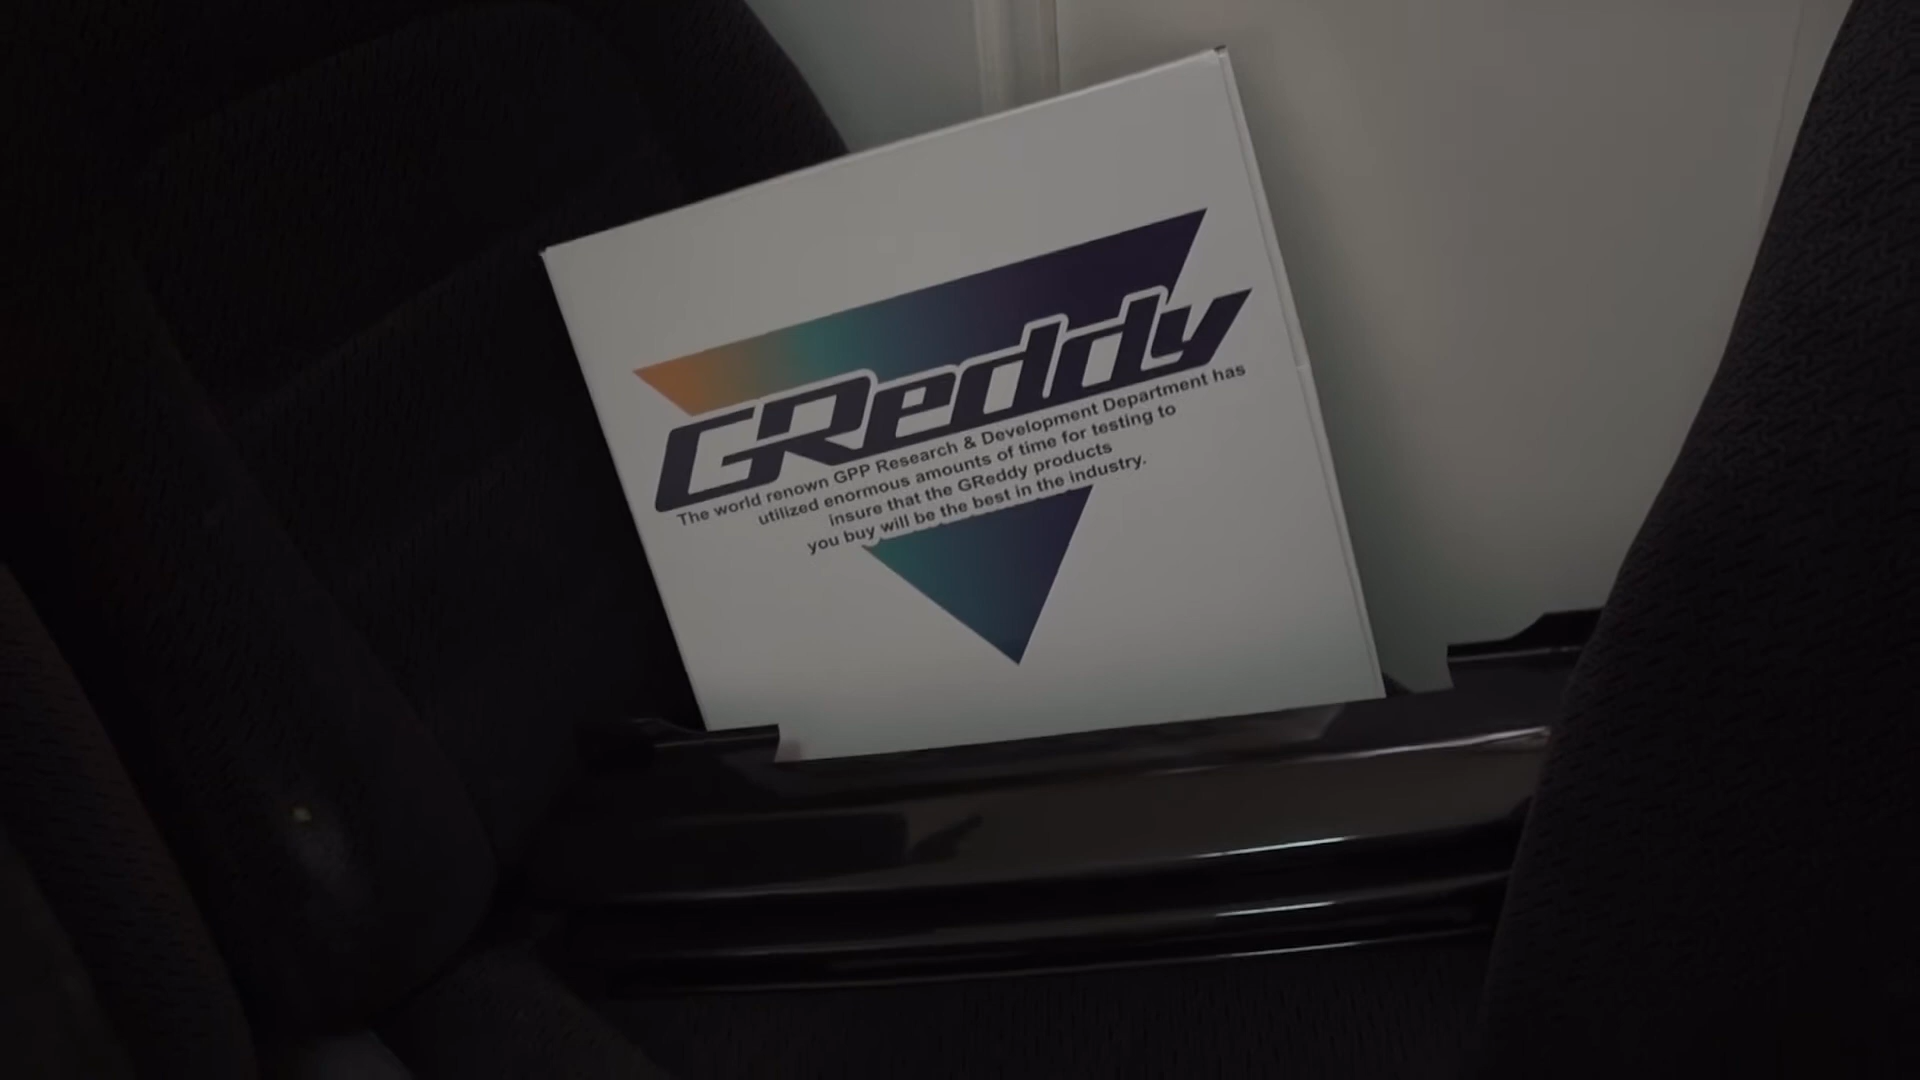 GReddy
The world renown GPP Research & Development Department has
utilized enormous amounts of time for testing to
insure that the GReddy products
you buy will be the best in the industry.